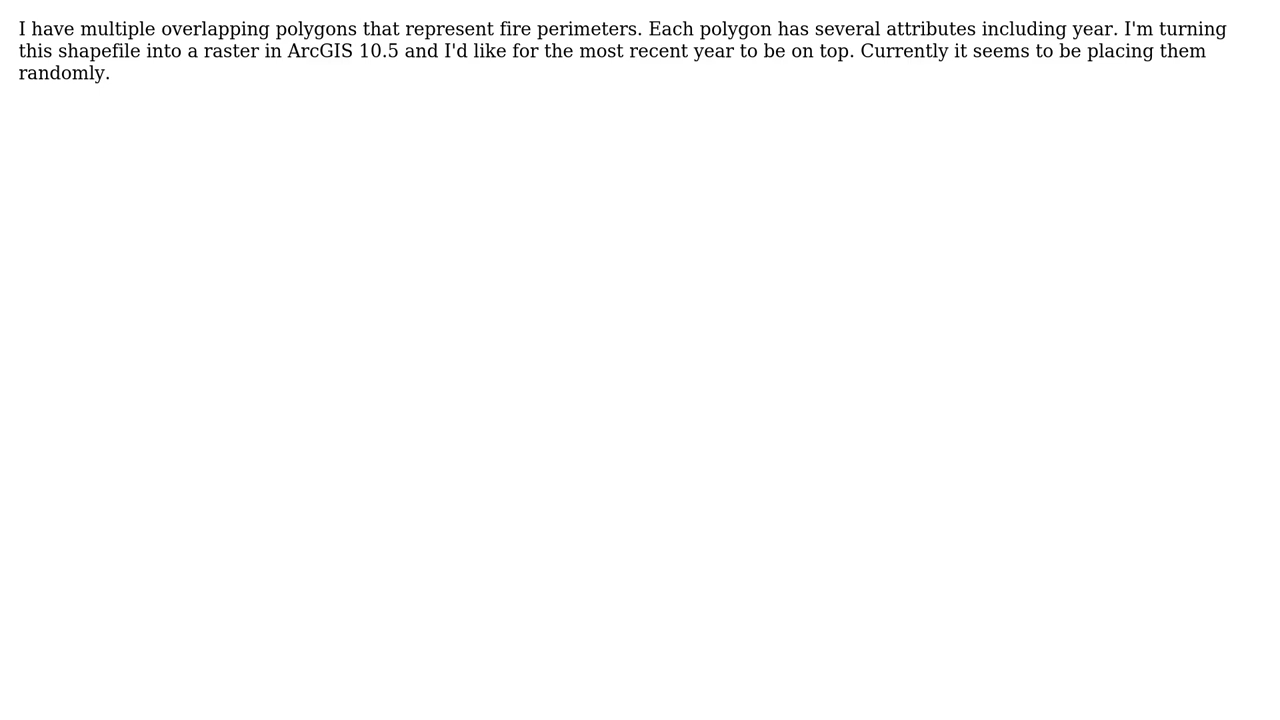 I have multiple overlapping polygons that represent fire perimeters. Each polygon has several attributes including year. I'm turning
this shapefile into a raster in ArcGIS 10.5 and I'd like for the most recent year to be on top. Currently it seems to be placing them
randomly.